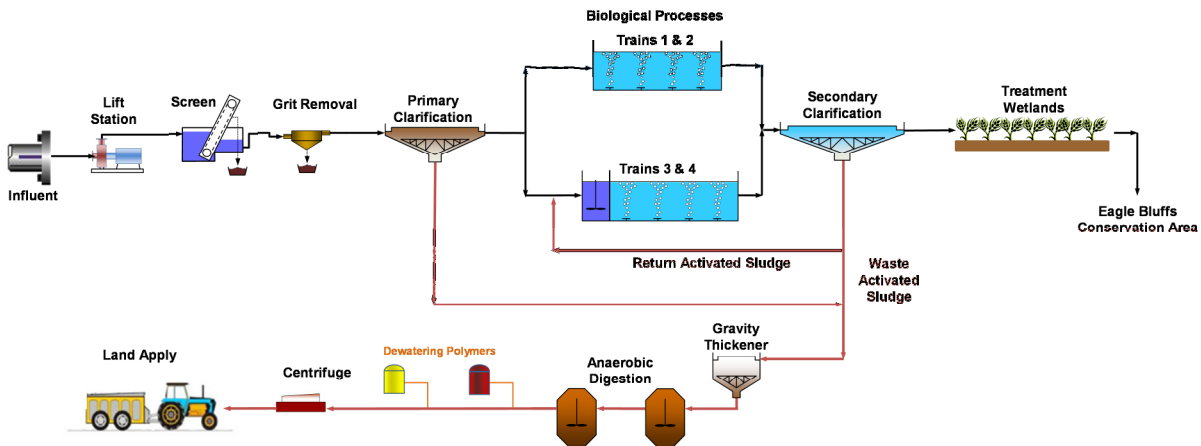 Biological Processes
Trains 1 & 2
Lift
Station
Screen
Grit Removal
Primary
Clarification
Secondary
Clarification
Treatment
Wetlands
Influent
Trains 3 & 4
Eagle Bluffs
Conservation Area
Return Activated Sludge
Waste
Activated
Sludge
Gravity
Thickener
Land Apply
Centrifuge
Dewatering Polymers
Anaerobic
Digestion